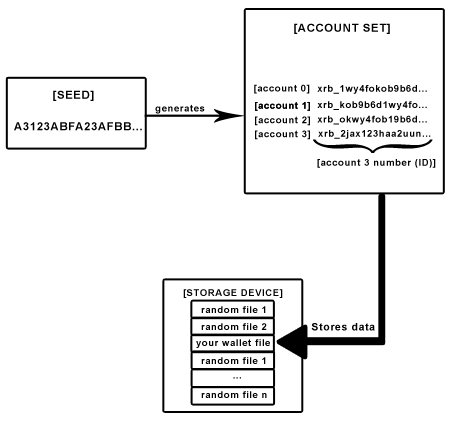 [SEED]
A3123ABFA23AFBB...
generates
[ACCOUNT SET]
[account 0] xrb_1wy4fokob9b6d...
[account 1] xrb_kob9b6d1wy4fo...
[account 2] xrb_okwy4fob19b6d...
[account 3] xrb_2jax123haa2uun...
[account 3 number (ID)]
Stores data
[STORAGE DEVICE]
random file 1
random file 2
your wallet file
random file 1
...
random file n